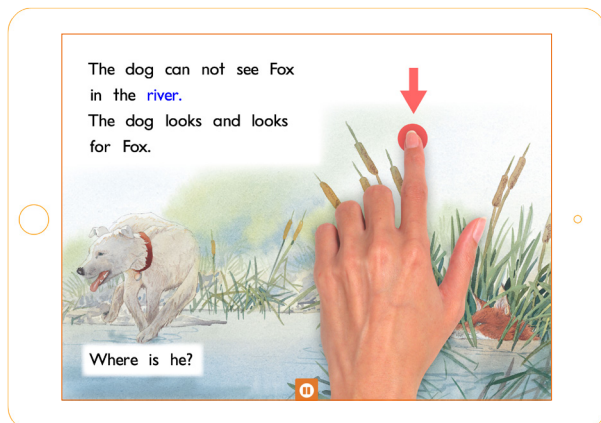 The dog can not see Fox
in the river.
The dog looks and looks
for Fox.
Where is he?